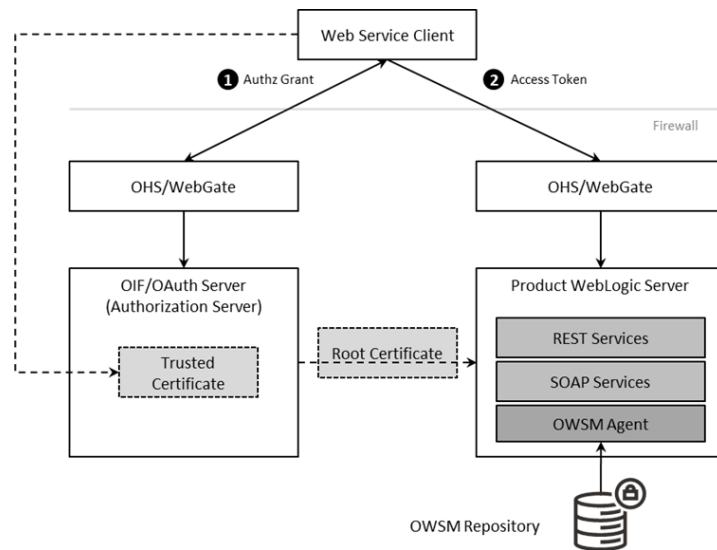 Web Service Client
1 Authz Grant
2 Access Token
Firewall
OHS/WebGate
OHS/WebGate
OIF/OAuth Server
(Authorization Server)
Trusted
Certificate
Root Certificate
Product WebLogic Server
REST Services
SOAP Services
OWSM Agent
OWSM Repository